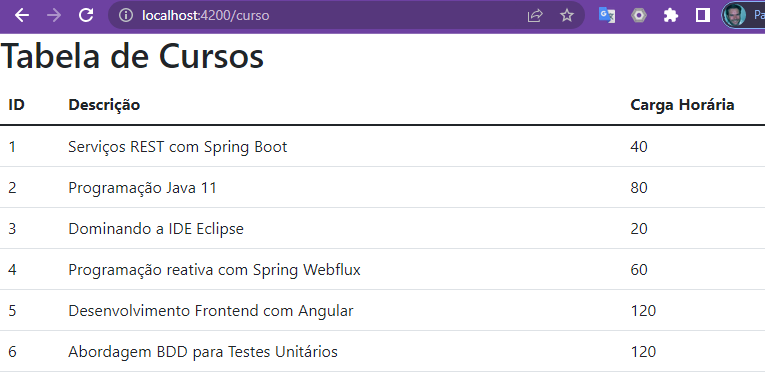 localhost:4200/curso
Pa
Tabela de Cursos
ID Descrição Carga Horária
1 Serviços REST com Spring Boot 40
2 Programação Java 11 80
3 Dominando a IDE Eclipse 20
4 Programação reativa com Spring Webflux 60
5 Desenvolvimento Frontend com Angular 120
6 Abordagem BDD para Testes Unitários 120